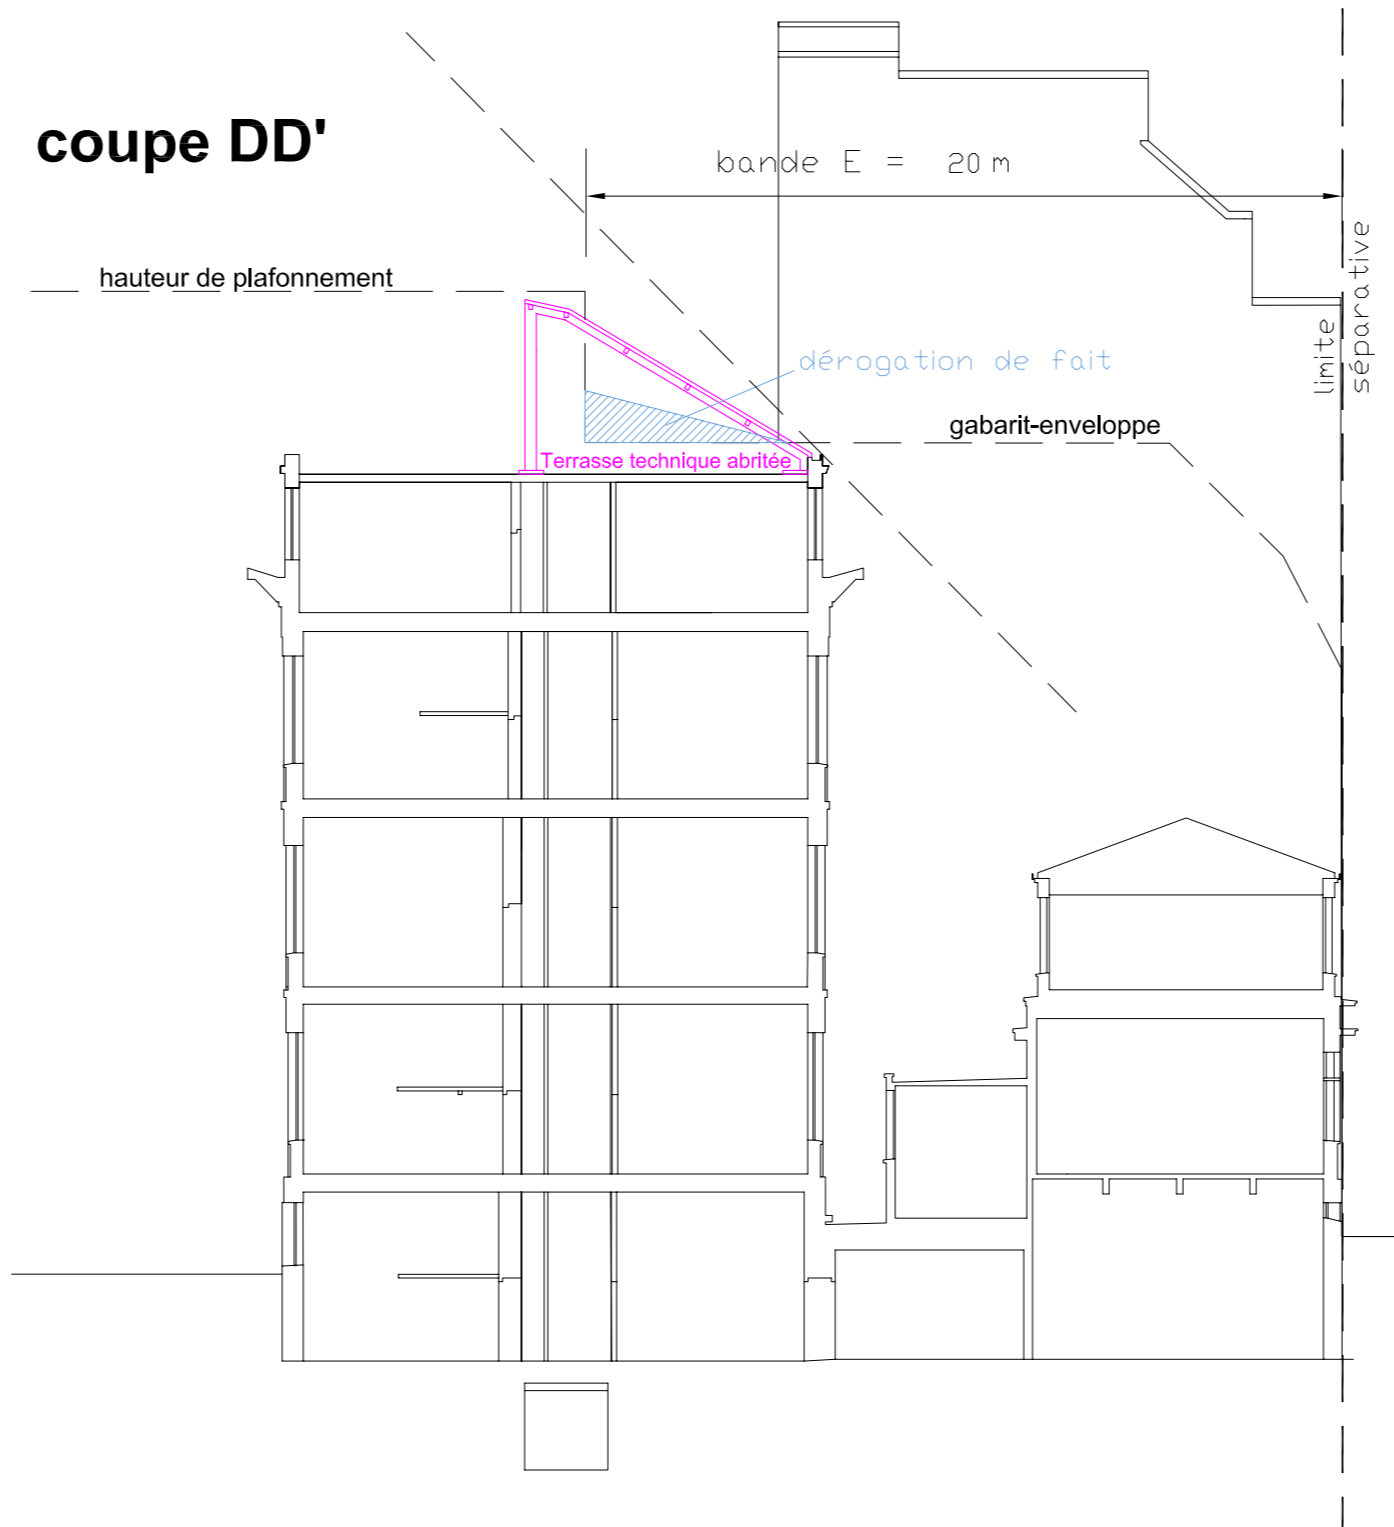 coupe DD'
bande E = 20 m
hauteur de plafonnement
limite
séparative
dérogation de fait
gabarit-enveloppe
Terrasse technique abritée